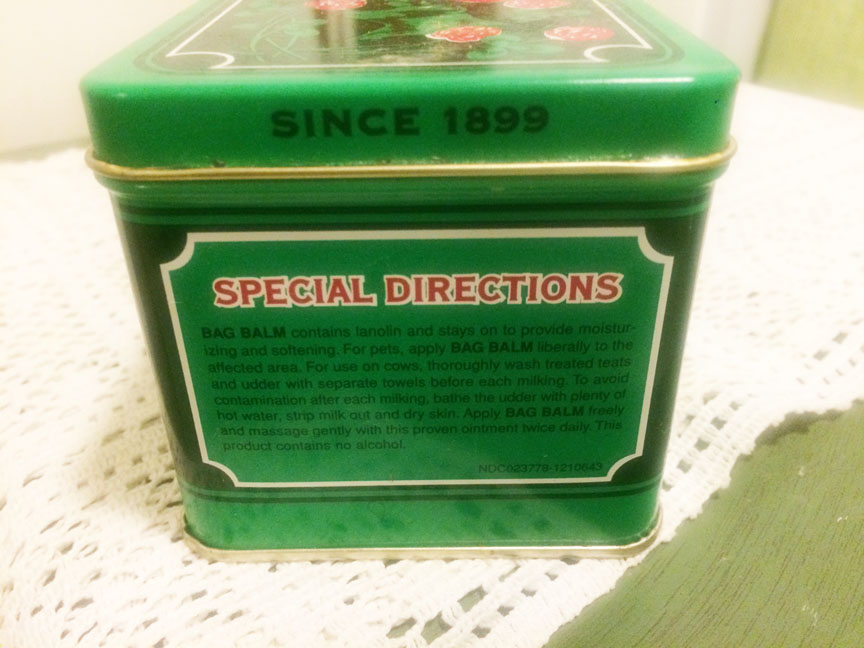 SINCE 1899
SPECIAL DIRECTIONS
BAG BALM contains lanolin and stays on to provide moistur-
izing and softening. For pets, apply BAG BALM liberally to the
affected area. For use on cows, thoroughly wash treated teats
and udder with separate towels before each milking. To avoid
contamination after each milking, bathe the udder with plenty of
hot water, strip milk out and dry skin. Apply BAG BALM freely
and massage gently with this proven ointment twice daily. This
product contains no alcohol.
NDC023778-1210643